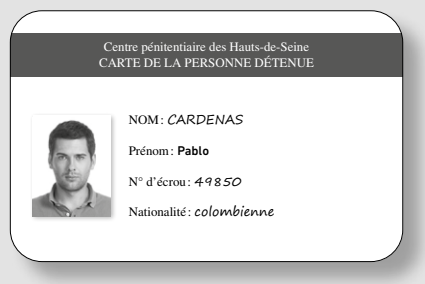 Centre pénitentiaire des Hauts-de-Seine
CARTE DE LA PERSONNE DÉTENUE
NOM : CARDENAS
Prénom : Pablo
N° d'écrou : 49850
Nationalité : colombienne